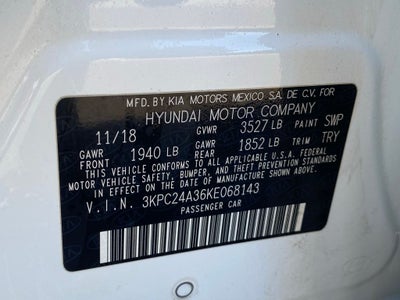 MFD.BY KIA MOTORS MEXICO S.A. DE C.V. FOR
HYUNDAI MOTOR COMPANY
11/18 GVWR 3527 LB PAINT SWP
GAWR FRONT 1940 LB GAWR REAR 1852 LB TRIM TRY
THIS VEHICLE CONFORMS TO ALL APPLICABLE U.S.A. FEDERAL
MOTOR VEHICLE SAFETY, BUMPER, AND THEFT PREVENTION STANDARDS
IN EFFECT ON THE DATE OF MANUFACTURE SHOWN ABOVE.
V.I.N. 3KPC24A36KE068143
PASSENGER CAR